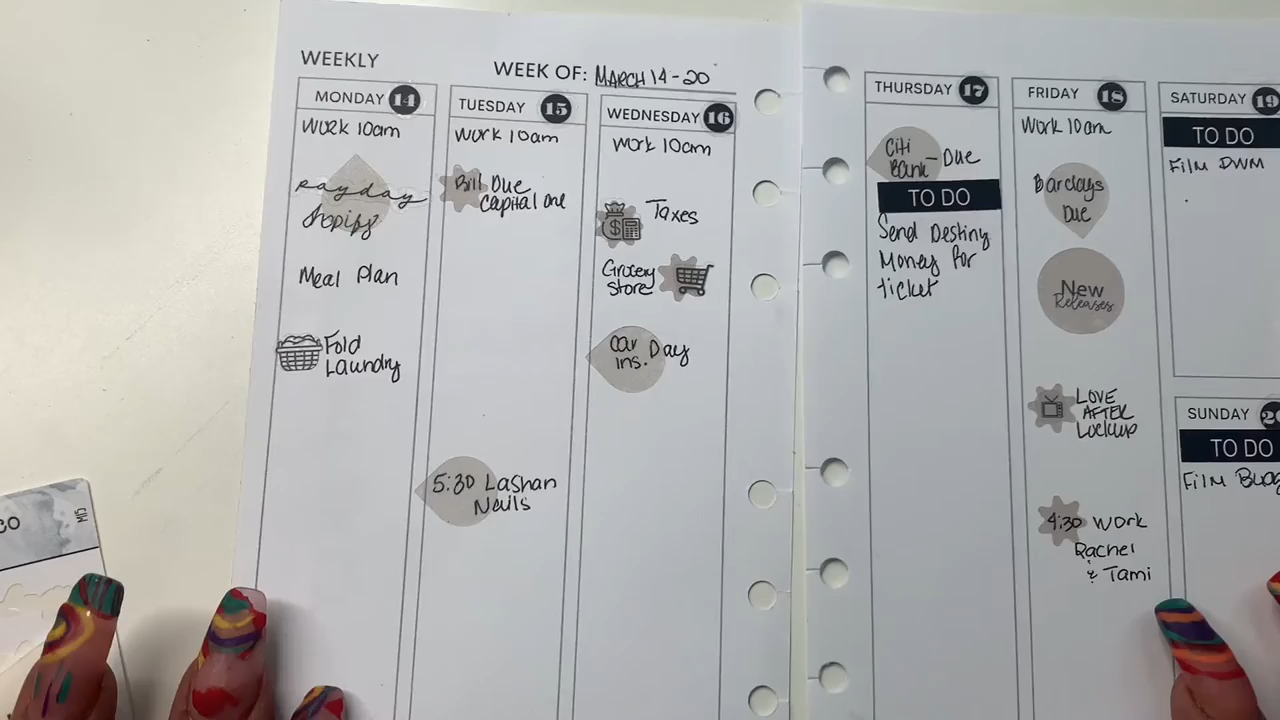 WEEKLY
WEEK OF: MARCH 14-20
MONDAY 14
Work 10am
payday
shopify
Meal Plan
Fold
Laundry
TUESDAY 15
Work 10am
Bill Due
Capital One
5:30 Lashan
Nails
WEDNESDAY 16
Work 10am
Taxes
Grocery
Store
Car Day
Ins.
THURSDAY 17
Citi
Bank - Due
TO DO
Send Destiny
Money For
Ticket
FRIDAY 18
Work 10am
Barclays
Due
New
Releases
LOVE
AFTER
Lockup
4:30 Work
Rachel
& Tami
SATURDAY 19
TO DO
Film DWM
SUNDAY 20
TO DO
Film
CO